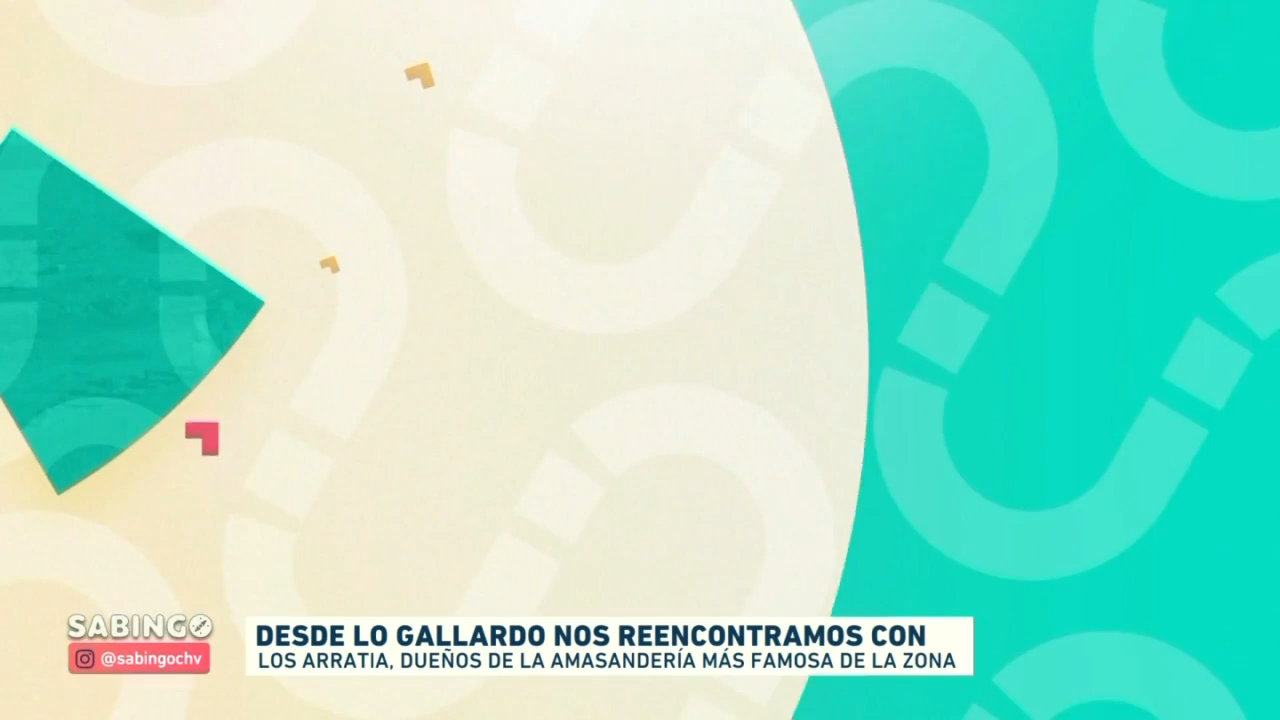 SABINGO
@sabingochv
DESDE LO GALLARDO NOS REENCONTRAMOS CON
LOS ARRATIA, DUEÑOS DE LA AMASANDERÍA MÁS FAMOSA DE LA ZONA